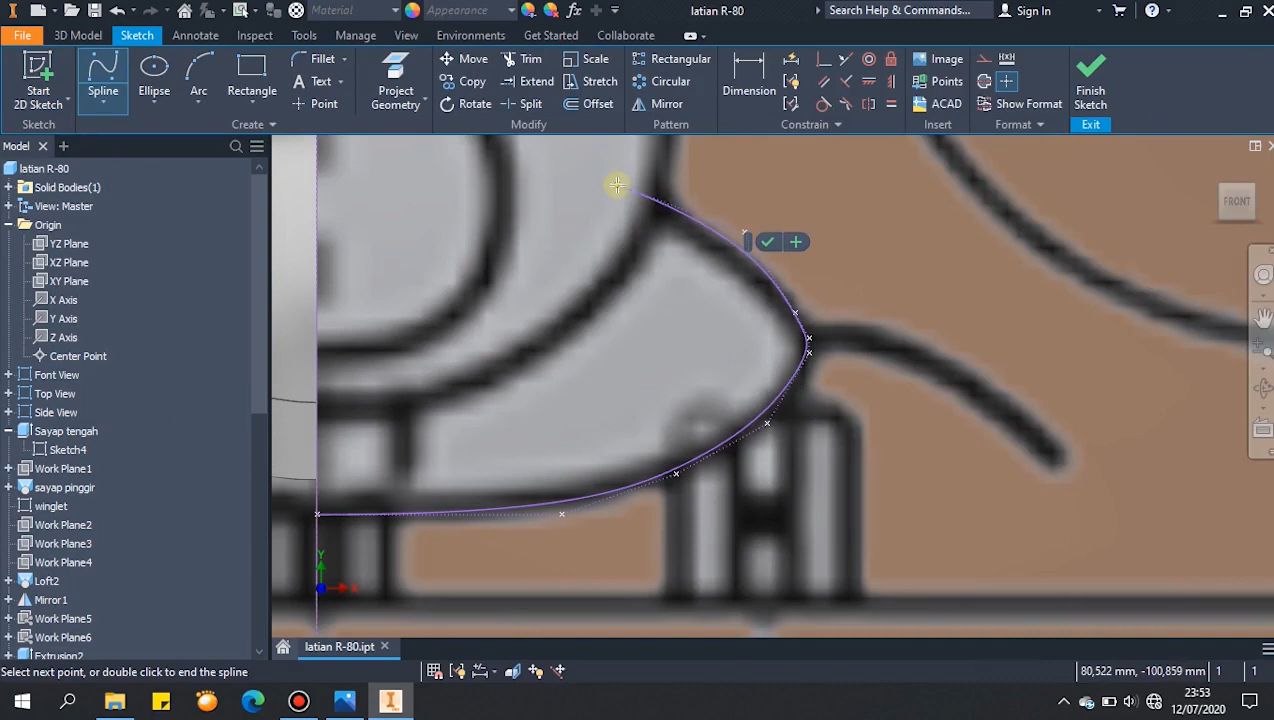 Material
Appearance
latian R-80
Search Help & Commands...
Sign In
File
3D Model
Sketch
Annotate
Inspect
Tools
Manage
View
Environments
Get Started
Collaborate
Start
2D Sketch
Spline
Ellipse
Arc
Rectangle
Fillet
Text
Point
Project
Geometry
Move
Copy
Rotate
Trim
Extend
Split
Scale
Stretch
Offset
Rectangular
Circular
Mirror
Dimension
Image
Points
ACAD
Show Format
Finish
Sketch
Sketch
Create
Modify
Pattern
Constrain
Insert
Format
Exit
Model
latian R-80
Solid Bodies(1)
View: Master
Origin
YZ Plane
XZ Plane
XY Plane
X Axis
Y Axis
Z Axis
Center Point
Font View
Top View
Side View
Sayap tengah
Sketch4
Work Plane1
sayap pinggir
winglet
Work Plane2
Work Plane3
Work Plane4
Loft2
Mirror1
Work Plane5
Work Plane6
Extrusion2
FRONT
Y
X
latian R-80.ipt
Select next point, or double click to end the spline
80,522 mm, -100,859 mm
1
1
23:53
12/07/2020